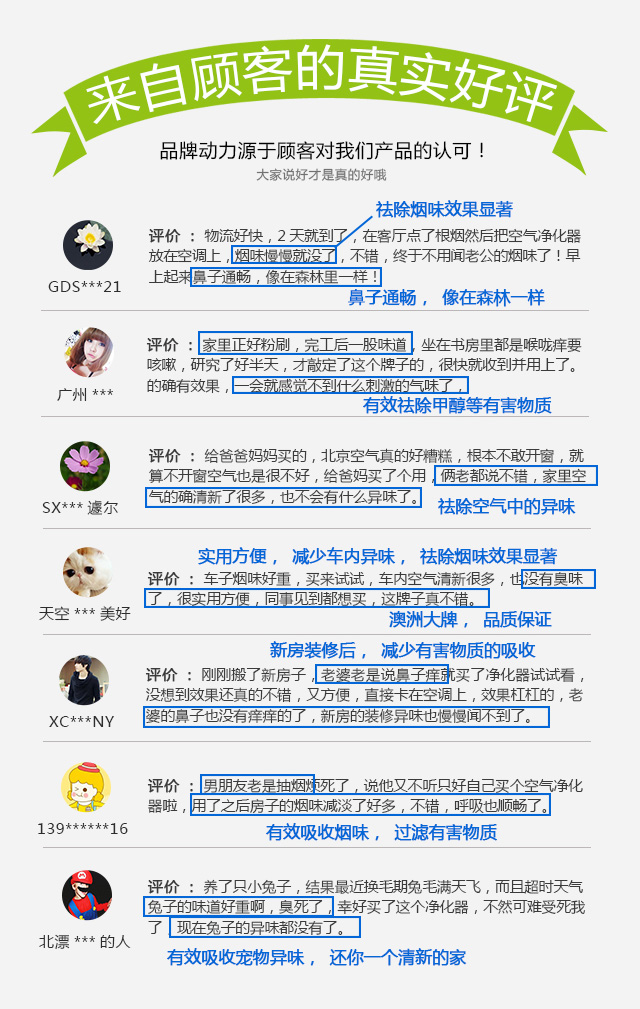 来自顾客的真实好评
品牌动力源于顾客对我们产品的认可！
大家说好才是真的好哦
祛除烟味效果显著
评价 ： 物流好快，2 天就到了，在客厅点了根烟然后把空气净化器
放在空调上，烟味慢慢就没了，不错，终于不用闻老公的烟味了！早
上起来鼻子通畅，像在森林里一样！
GDS***21
鼻子通畅， 像在森林一样
评价 ： 家里正好粉刷，完工后一股味道，坐在书房里都是喉咙痒要
咳嗽，研究了好半天，才敲定了这个牌子的，很快就收到并用上了。
的确有效果，一会就感觉不到什么刺激的气味了，
广州 ***
有效祛除甲醇等有害物质
评价 ： 给爸爸妈妈买的，北京空气真的好糟糕，根本不敢开窗，就
算不开窗空气也是很不好，给爸妈买了个用，俩老都说不错，家里空
气的确清新了很多，也不会有什么异味了。
SX*** 遽尔
祛除空气中的异味
实用方便， 减少车内异味， 祛除烟味效果显著
评价 ： 车子烟味好重，买来试试，车内空气清新很多，也没有臭味
了，很实用方便，同事见到都想买，这牌子真不错。
天空 *** 美好
澳洲大牌， 品质保证
新房装修后， 减少有害物质的吸收
评价 ： 刚刚搬了新房子，老婆老是说鼻子痒就买了净化器试试看，
没想到效果还真的不错，又方便，直接卡在空调上，效果杠杠的，老
婆的鼻子也没有痒痒的了，新房的装修异味也慢慢闻不到了。
XC***NY
评价 ： 男朋友老是抽烟烦死了，说他又不听只好自己买个空气净化
器啦，用了之后房子的烟味减淡了好多，不错，呼吸也顺畅了。
139******16
有效吸收烟味， 过滤有害物质
评价 ： 养了只小兔子，结果最近换毛期兔毛满天飞，而且超时天气
兔子的味道好重啊，臭死了，幸好买了这个净化器，不然可难受死我
了，现在兔子的异味都没有了。
北漂 *** 的人
有效吸收宠物异味， 还你一个清新的家